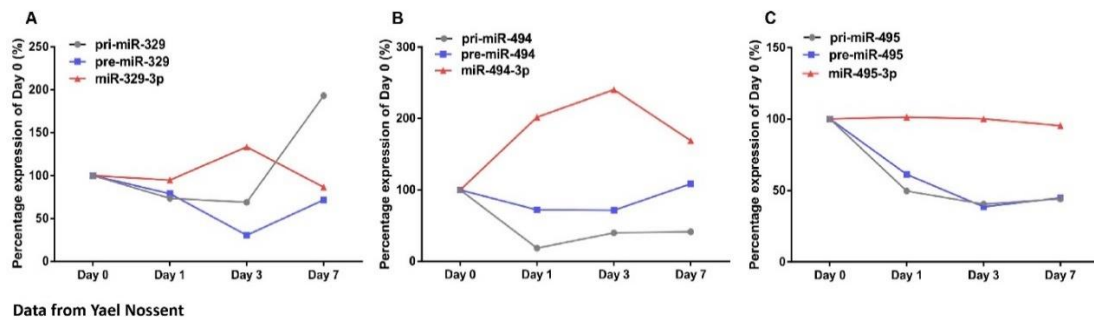 A
Percentage expression of Day 0 (%)
250
200
150
100
50
0
pri-miR-329
pre-miR-329
miR-329-3p
Day 0 Day 1 Day 3 Day 7
B
Percentage expression of Day 0 (%)
300
200
100
0
pri-miR-494
pre-miR-494
miR-494-3p
Day 0 Day 1 Day 3 Day 7
C
Percentage expression of Day 0 (%)
150
100
50
0
pri-miR-495
pre-miR-495
miR-495-3p
Day 0 Day 1 Day 3 Day 7
Data from Yael Nossent